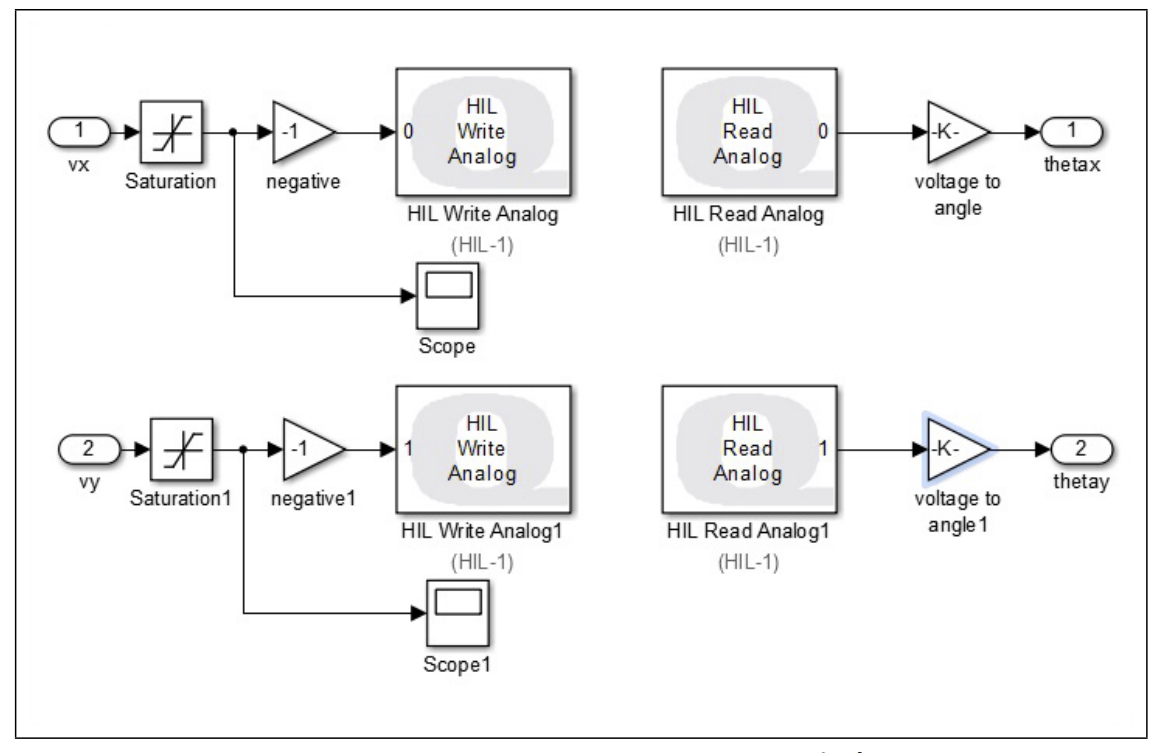 1
vx
Saturation
-1
negative
0
HIL
Write
Analog
HIL Write Analog
(HIL-1)
HIL
Read
Analog
0
HIL Read Analog
(HIL-1)
-K-
voltage to
angle
1
thetax
Scope
2
vy
Saturation1
-1
negative1
1
HIL
Write
Analog
HIL Write Analog1
(HIL-1)
HIL
Read
Analog
1
HIL Read Analog1
(HIL-1)
-K-
voltage to
angle1
2
thetay
Scope1